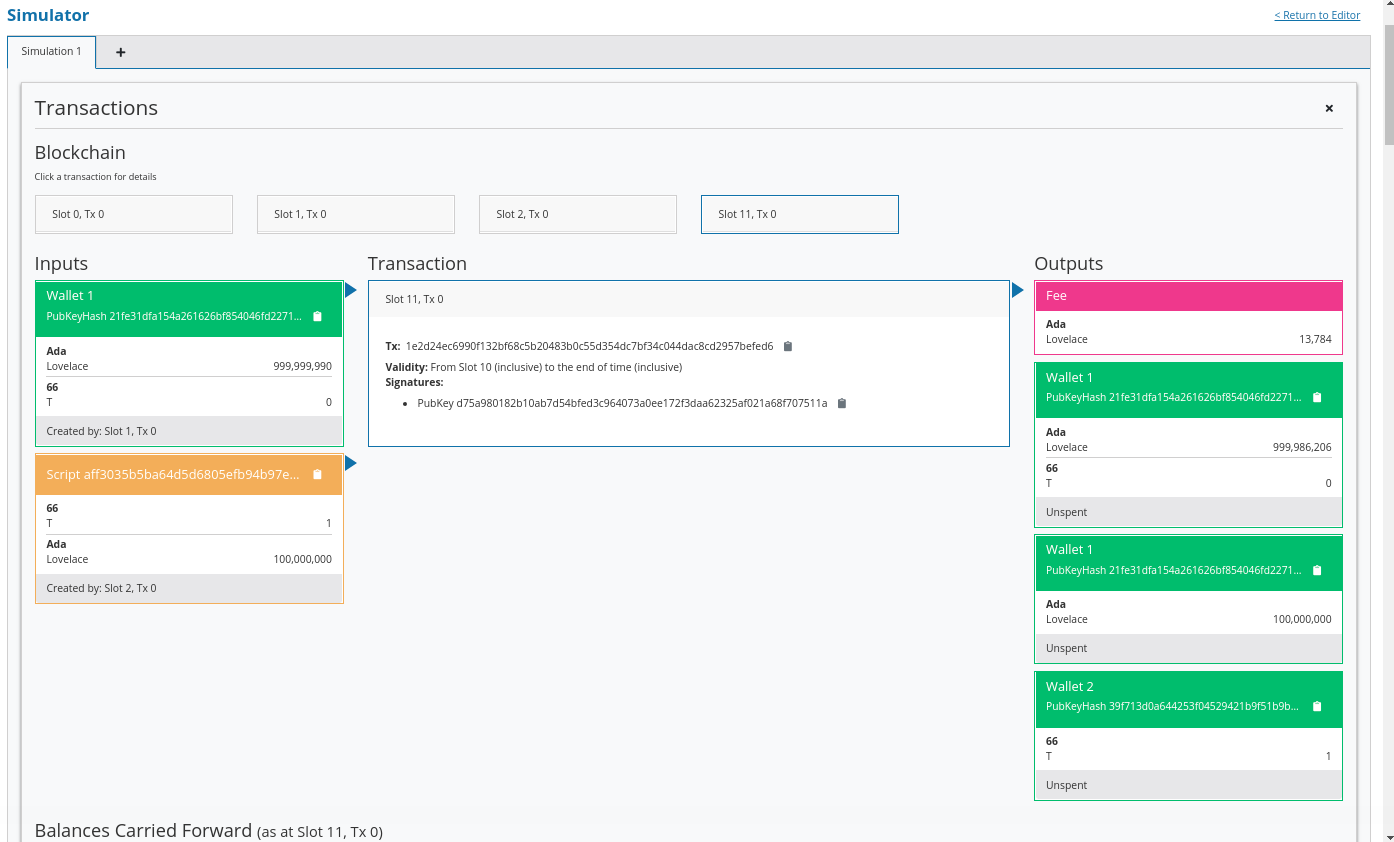 Simulator
< Return to Editor
Simulation 1
+
Transactions
×
Blockchain
Click a transaction for details
Slot 0, Tx 0
Slot 1, Tx 0
Slot 2, Tx 0
Slot 11, Tx 0
Inputs
Wallet 1
PubKeyHash 21fe31dfa154a261626bf854046fd2271...
Ada
Lovelace 999,999,990
66
T 0
Created by: Slot 1, Tx 0
Script aff3035b5ba64d5d6805efb94b97e...
66
T 1
Ada
Lovelace 100,000,000
Created by: Slot 2, Tx 0
Transaction
Slot 11, Tx 0
Tx: 1e2d24ec6990f132bf68c5b20483b0c55d354dc7bf34c044dac8cd2957befed6
Validity: From Slot 10 (inclusive) to the end of time (inclusive)
Signatures:
• PubKey d75a980182b10ab7d54bfed3c964073a0ee172f3daa62325af021a68f707511a
Outputs
Fee
Ada
Lovelace 13,784
Wallet 1
PubKeyHash 21fe31dfa154a261626bf854046fd2271...
Ada
Lovelace 999,986,206
66
T 0
Unspent
Wallet 1
PubKeyHash 21fe31dfa154a261626bf854046fd2271...
Ada
Lovelace 100,000,000
Unspent
Wallet 2
PubKeyHash 39f713d0a644253f04529421b9f51b9b...
66
T 1
Unspent
Balances Carried Forward (as at Slot 11, Tx 0)